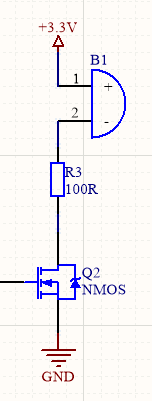 +3.3V
B1
1
+
2
-
R3
100R
Q2
NMOS
GND